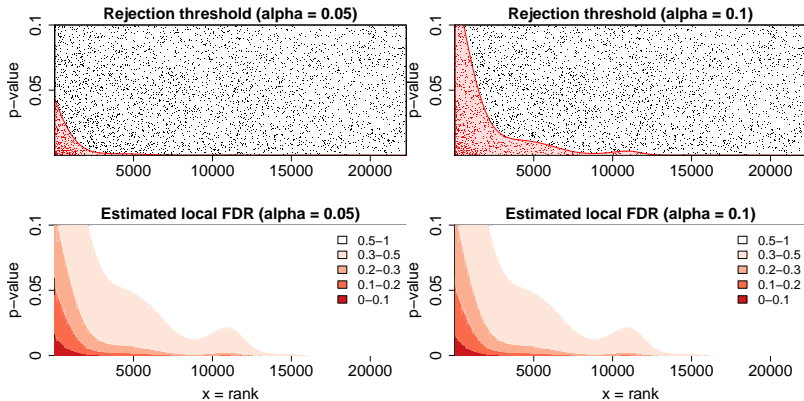 Rejection threshold (alpha = 0.05)
p−value
0.05
0.1
5000 10000 15000 20000
Rejection threshold (alpha = 0.1)
p−value
0.05
0.1
5000 10000 15000 20000
Estimated local FDR (alpha = 0.05)
p−value
0
0.05
0.1
0.5−1
0.3−0.5
0.2−0.3
0.1−0.2
0−0.1
5000 10000 15000 20000
x = rank
Estimated local FDR (alpha = 0.1)
p−value
0
0.05
0.1
0.5−1
0.3−0.5
0.2−0.3
0.1−0.2
0−0.1
5000 10000 15000 20000
x = rank